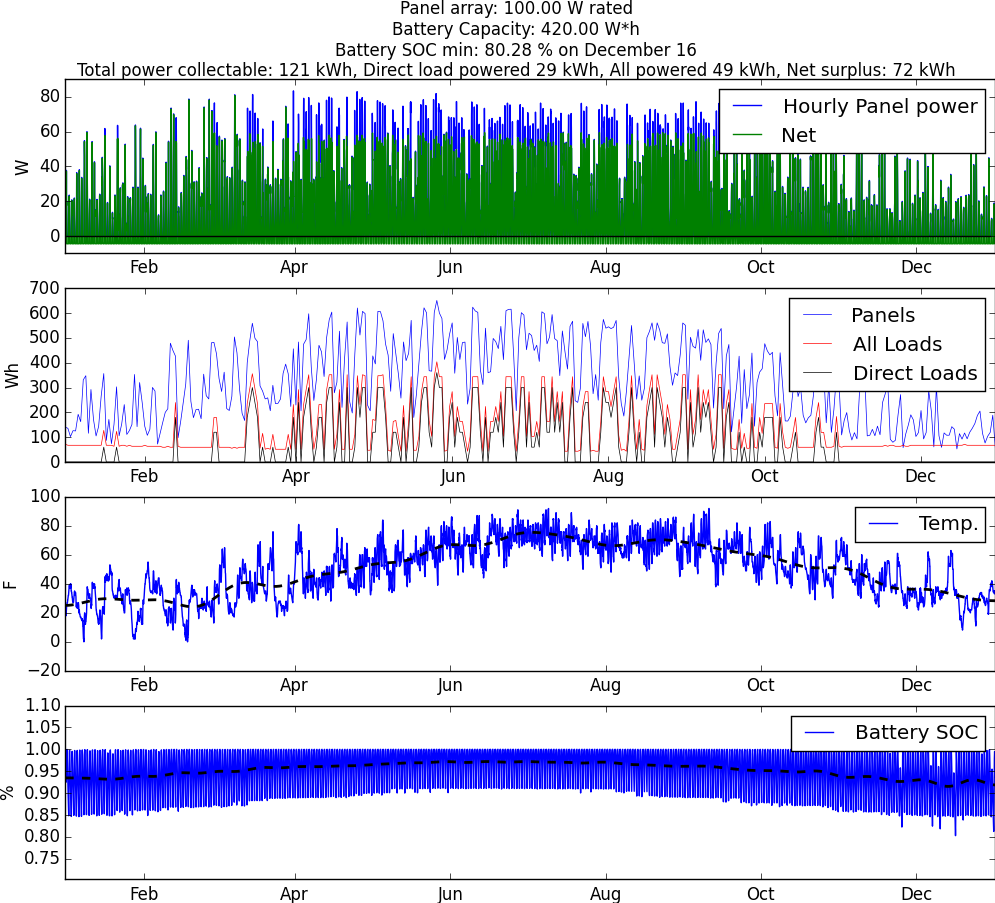 Panel array: 100.00 W rated
Battery Capacity: 420.00 W*h
Battery SOC min: 80.28 % on December 16
Total power collectable: 121 kWh, Direct load powered 29 kWh, All powered 49 kWh, Net surplus: 72 kWh
80
60
40
20
0
W
Hourly Panel power
Net
Feb Apr Jun Aug Oct Dec
700
600
500
400
300
200
100
0
Wh
Panels
All Loads
Direct Loads
Feb Apr Jun Aug Oct Dec
100
80
60
40
20
0
−20
F
Temp.
Feb Apr Jun Aug Oct Dec
1.10
1.05
1.00
0.95
0.90
0.85
0.80
0.75
%
Battery SOC
Feb Apr Jun Aug Oct Dec